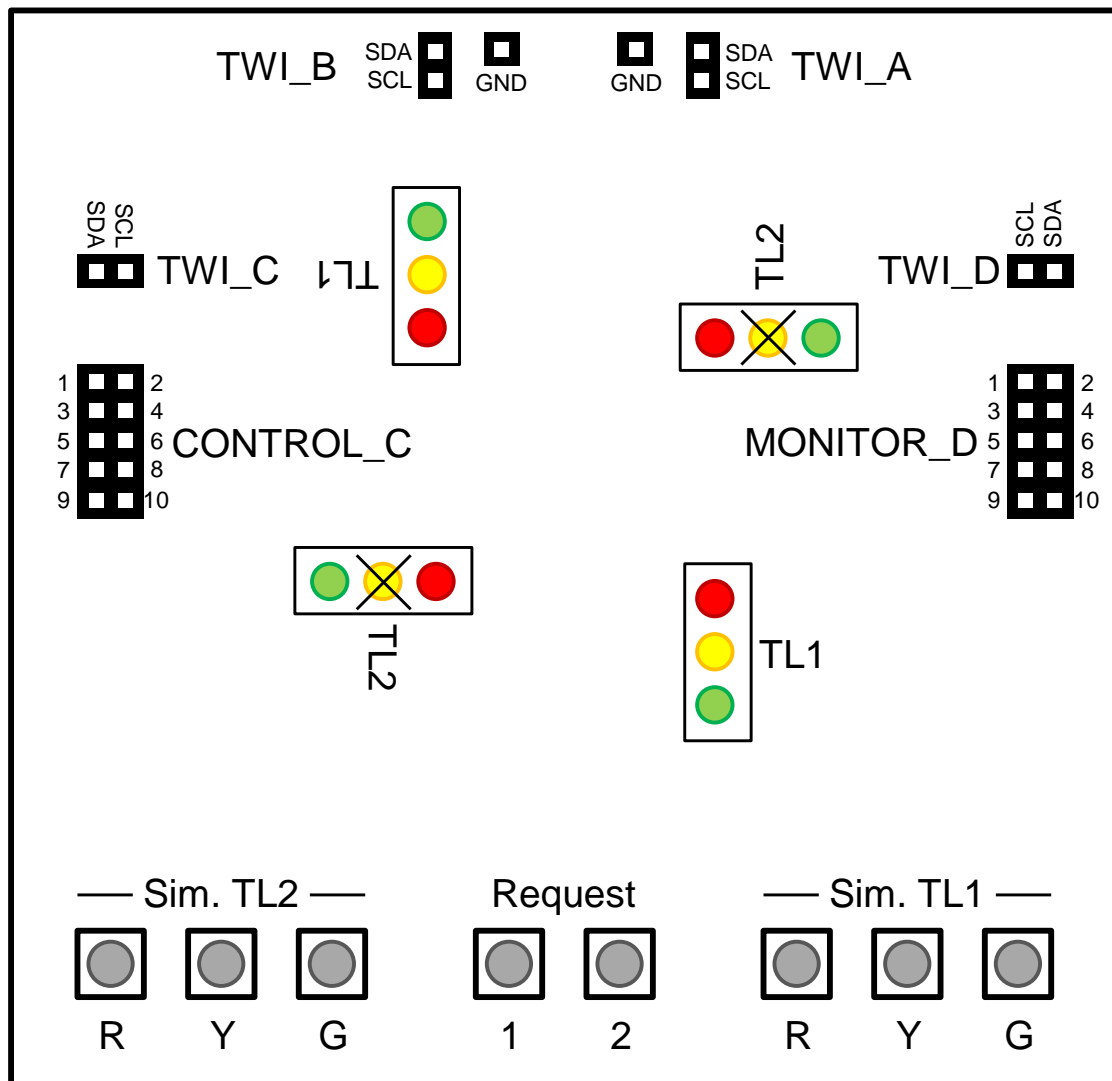 TWI_B
SDA
SCL
GND
GND
SDA
SCL
TWI_A
SDA
SCL
TWI_C
TL1
TL2
SCL
SDA
TWI_D
1 2
3 4
5 6
7 8
9 10
CONTROL_C
MONITOR_D
1 2
3 4
5 6
7 8
9 10
TL2
TL1
Sim. TL2
Request
Sim. TL1
R Y G
1 2
R Y G